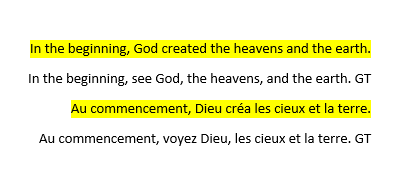 In the beginning, God created the heavens and the earth.
In the beginning, see God, the heavens, and the earth. GT
Au commencement, Dieu créa les cieux et la terre.
Au commencement, voyez Dieu, les cieux et la terre. GT